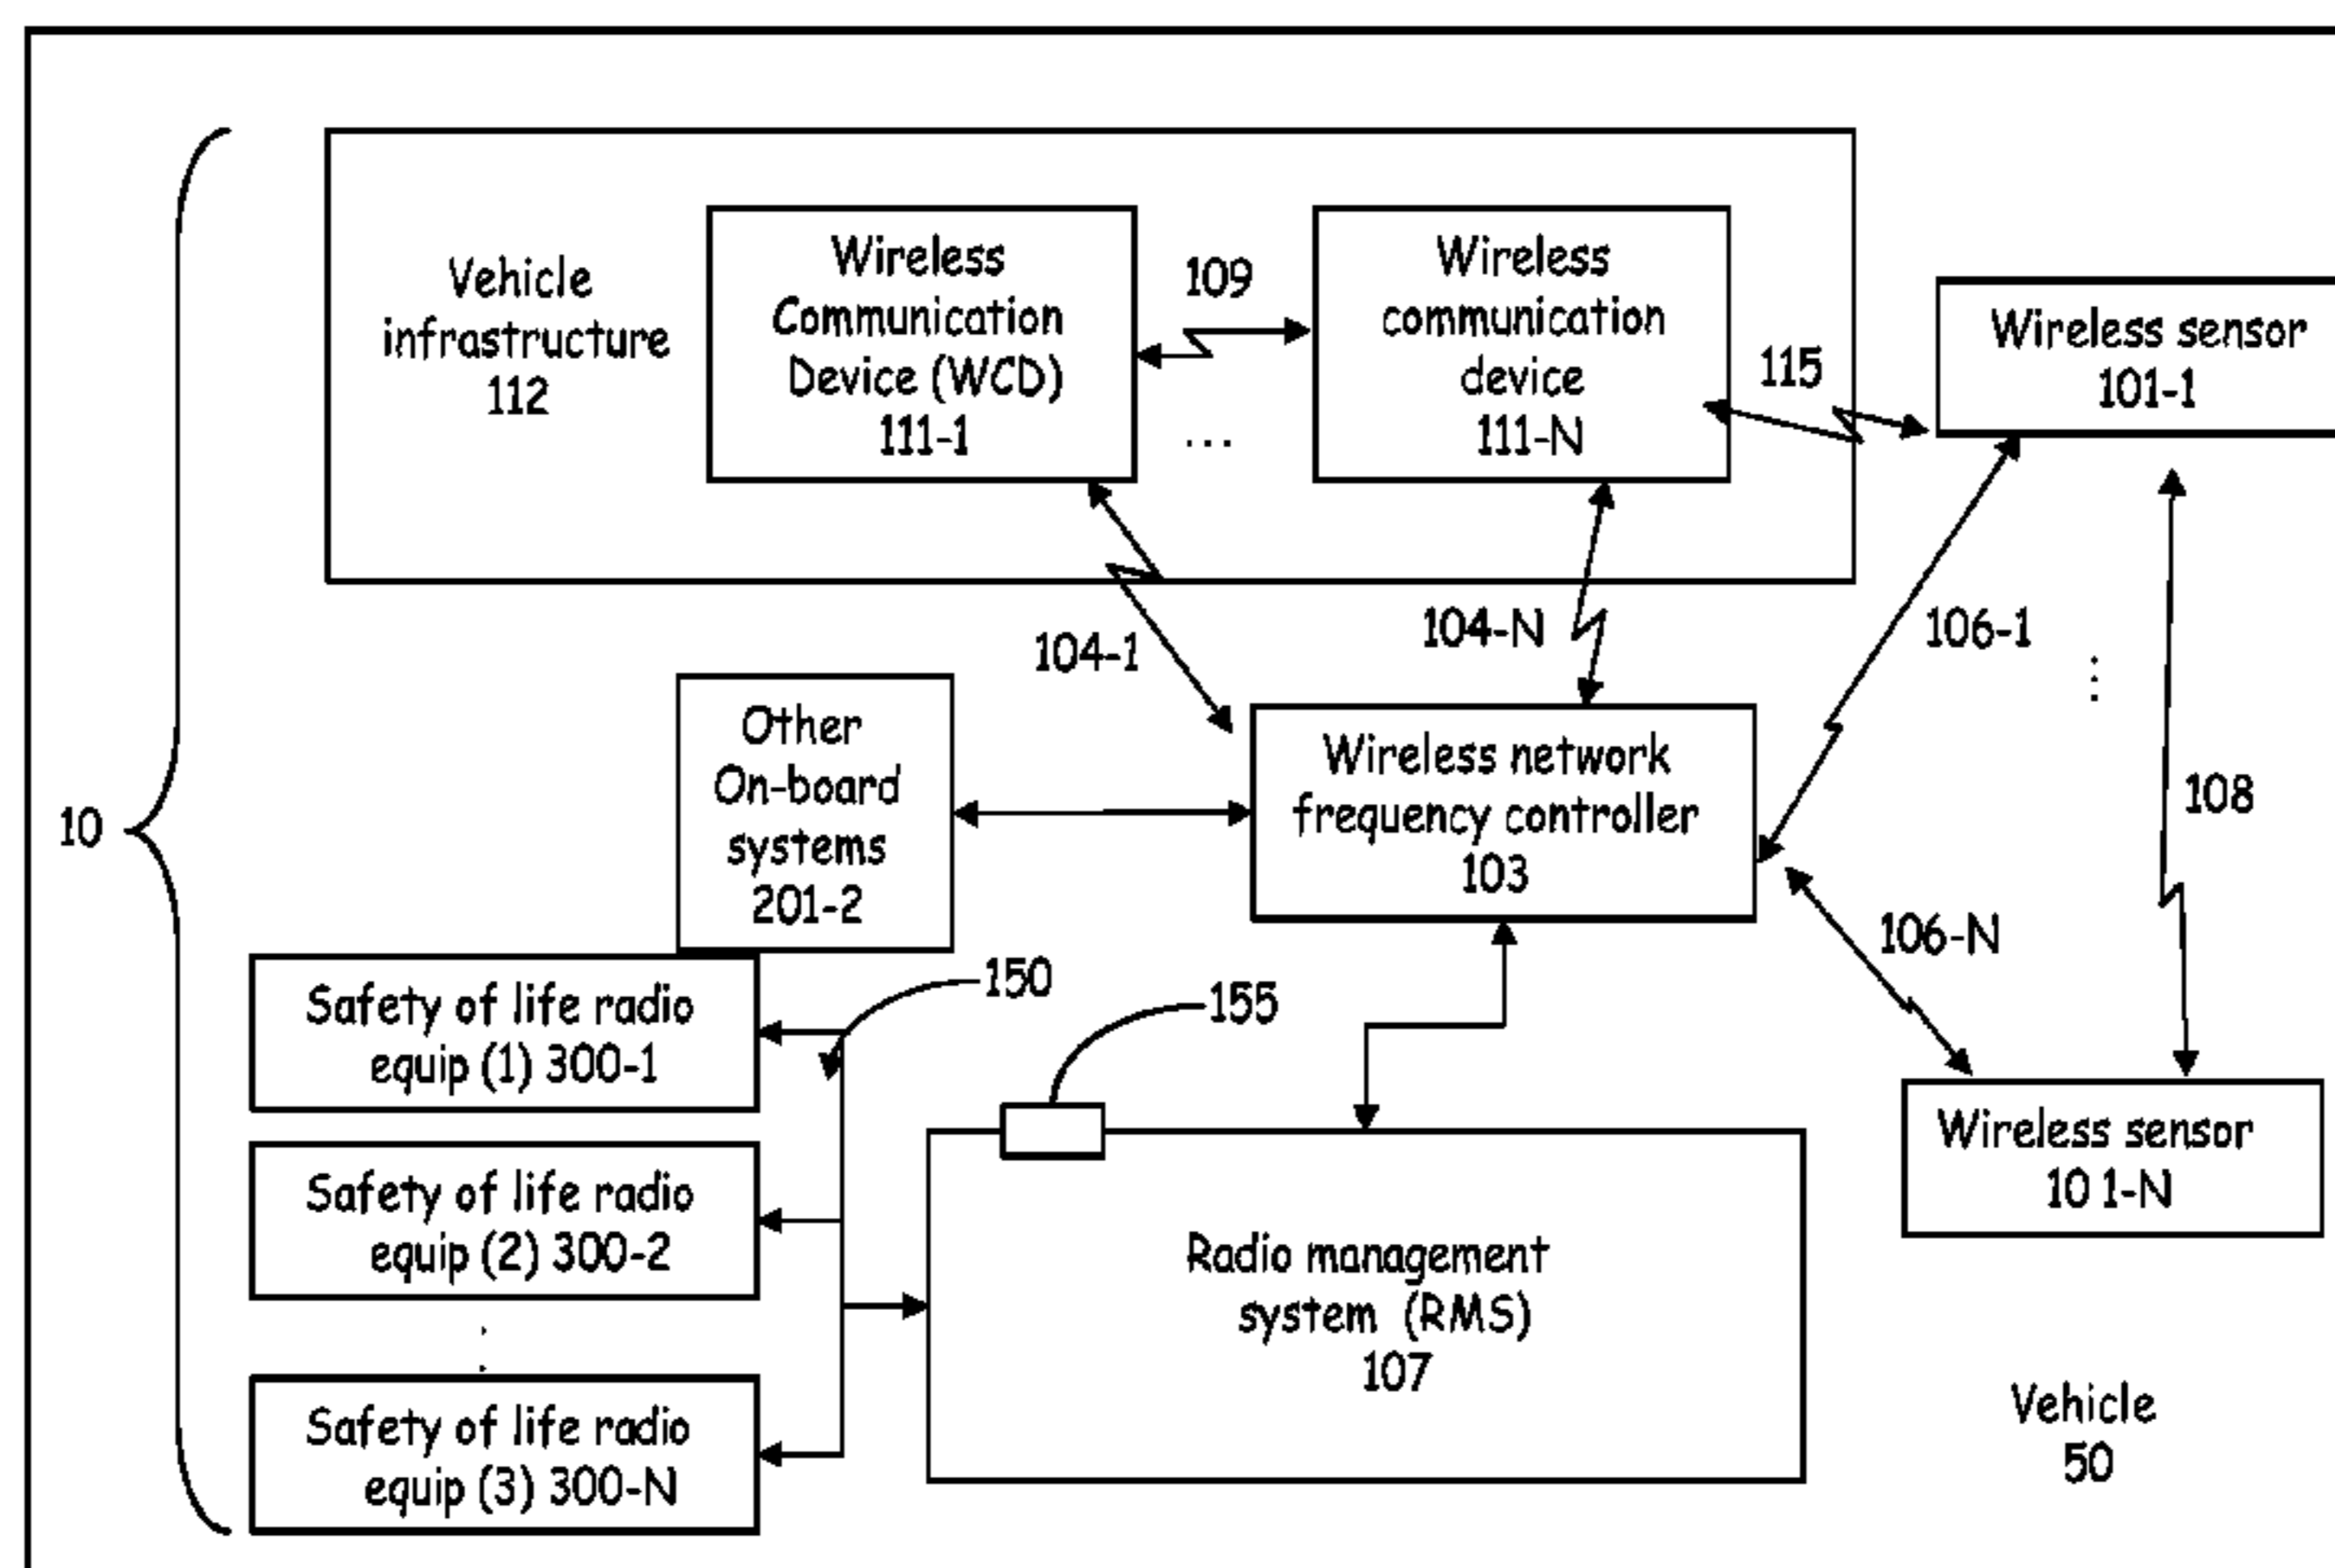 Vehicle
infrastructure
112
Wireless
Communication
Device (WCD)
111-1
109
...
Wireless
communication
device
111-N
115
Wireless sensor
101-1
104-1
104-N
106-1
108
10
Other
On-board
systems
201-2
Wireless network
frequency controller
103
106-N
150
155
Safety of life radio
equip (1) 300-1
Safety of life radio
equip (2) 300-2
Safety of life radio
equip (3) 300-N
Radio management
system (RMS)
107
Wireless sensor
10 1-N
Vehicle
50